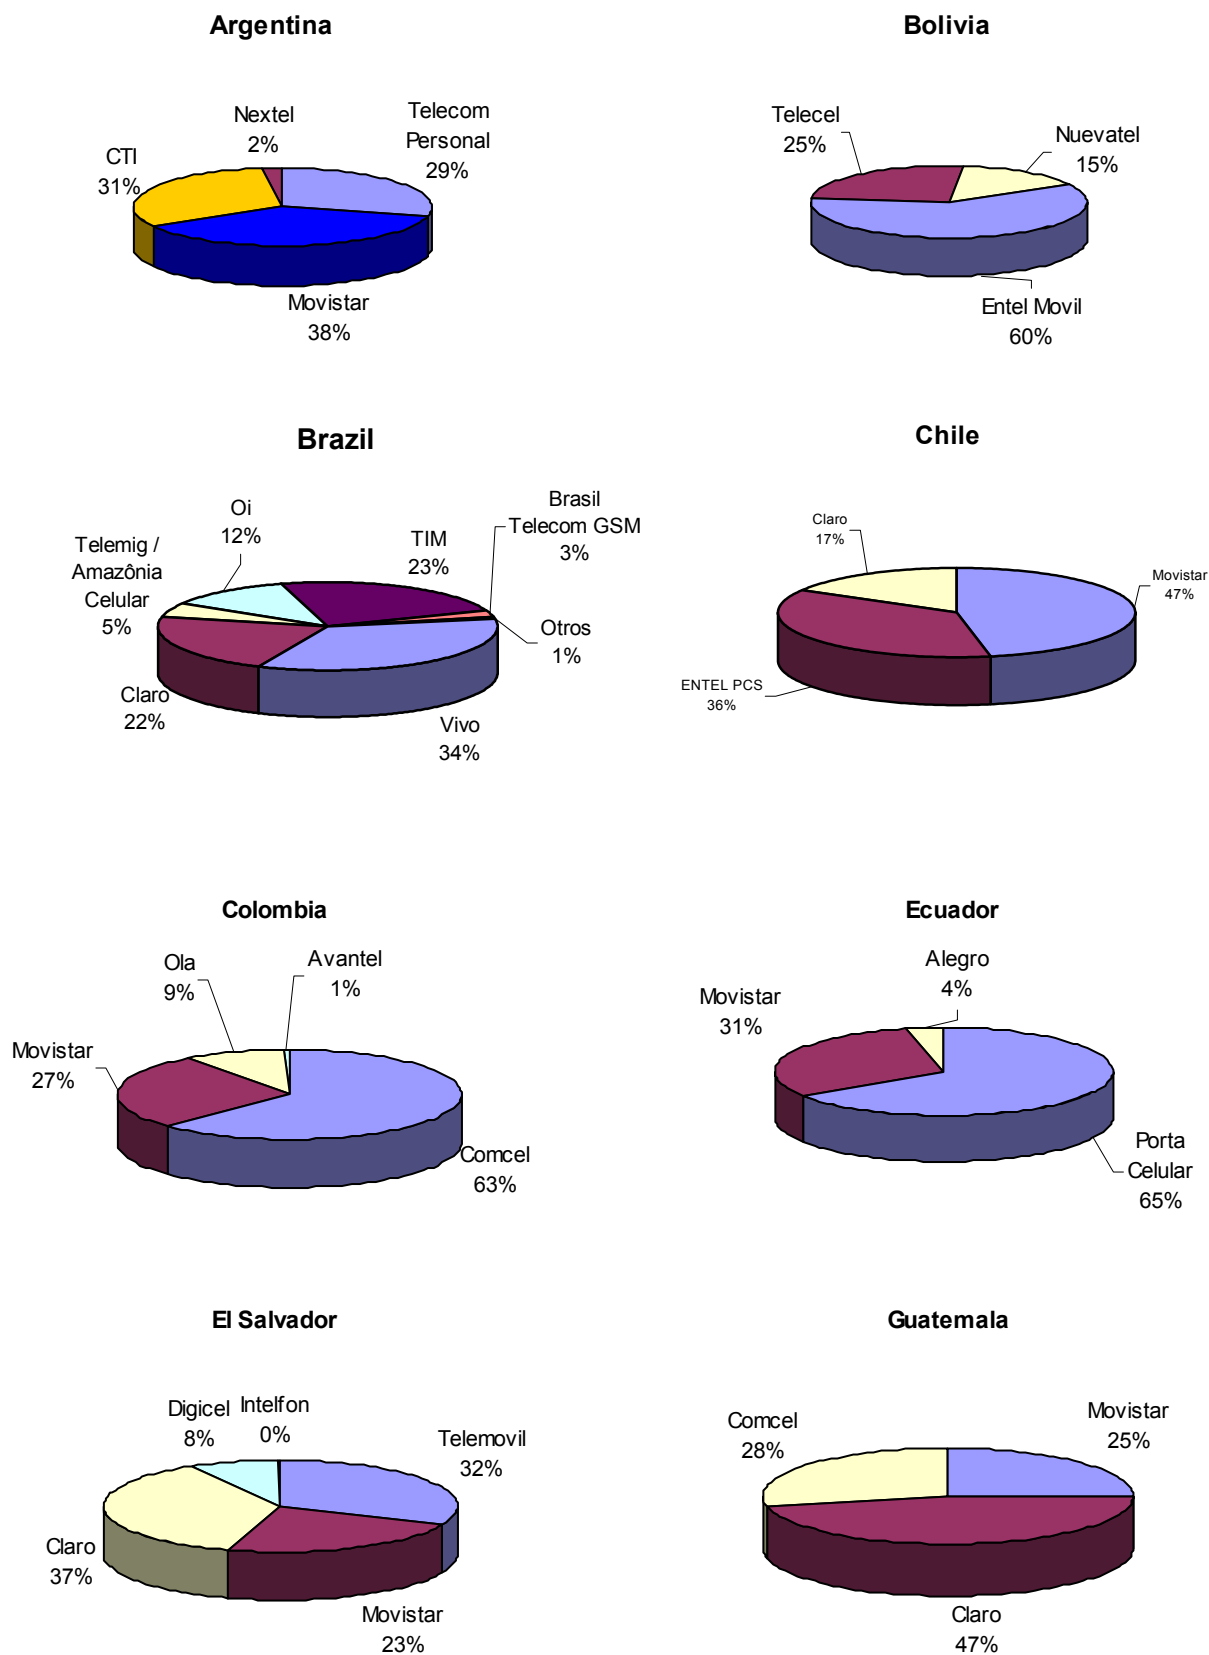 Argentina
Nextel
2%
Telecom
Personal
29%
CTI
31%
Movistar
38%
Bolivia
Telecel
25%
Nuevatel
15%
Entel Movil
60%
Brazil
Oi
12%
TIM
23%
Brasil
Telecom GSM
3%
Telemig /
Amazônia
Celular
5%
Otros
1%
Claro
22%
Vivo
34%
Chile
Claro
17%
Movistar
47%
ENTEL PCS
36%
Colombia
Ola
9%
Avantel
1%
Movistar
27%
Comcel
63%
Ecuador
Alegro
4%
Movistar
31%
Porta
Celular
65%
El Salvador
Digicel
8%
Intelfon
0%
Telemovil
32%
Claro
37%
Movistar
23%
Guatemala
Comcel
28%
Movistar
25%
Claro
47%